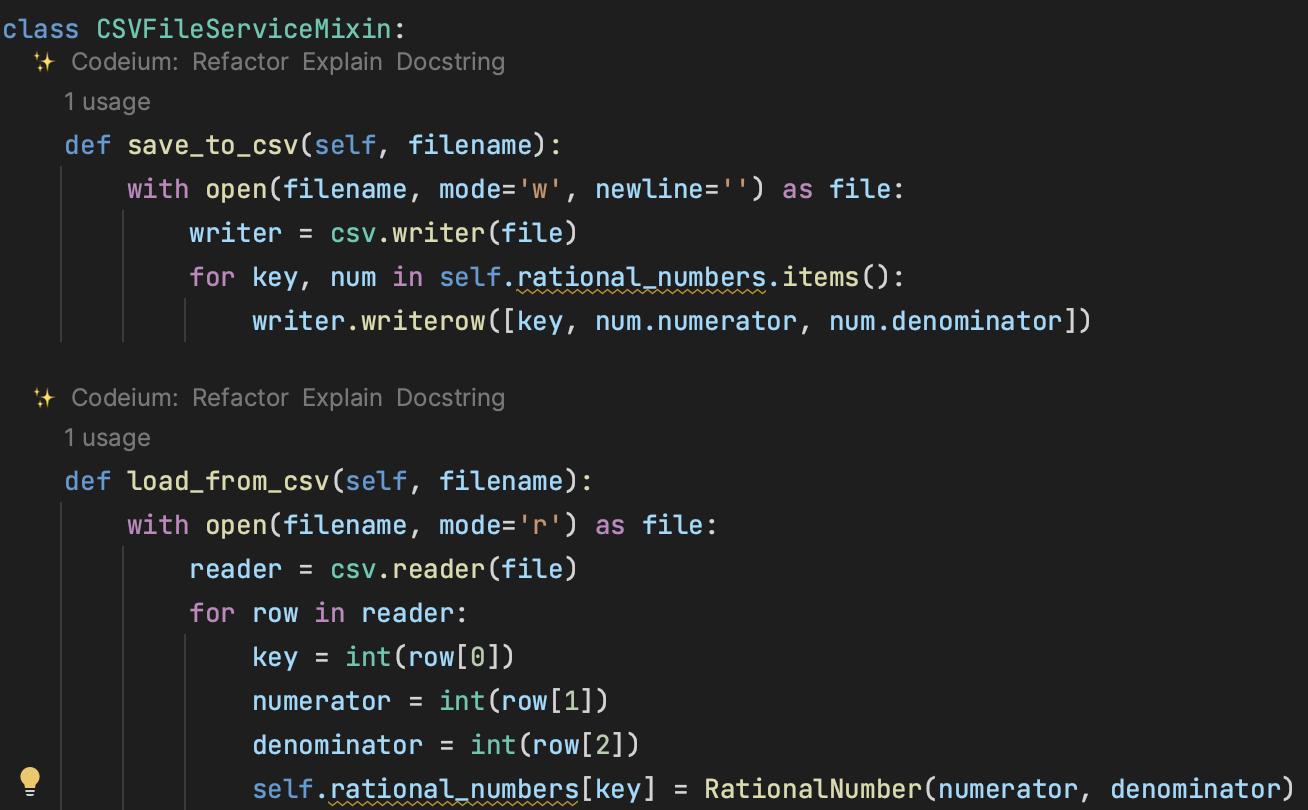 class CSVFileServiceMixin:
Codeium: Refactor Explain Docstring
1 usage
def save_to_csv(self, filename):
with open(filename, mode='w', newline='') as file:
writer = csv.writer(file)
for key, num in self.rational_numbers.items():
writer.writerow([key, num.numerator, num.denominator])
Codeium: Refactor Explain Docstring
1 usage
def load_from_csv(self, filename):
with open(filename, mode='r') as file:
reader = csv.reader(file)
for row in reader:
key = int(row[0])
numerator = int(row[1])
denominator = int(row[2])
self.rational_numbers[key] = RationalNumber(numerator, denominator)